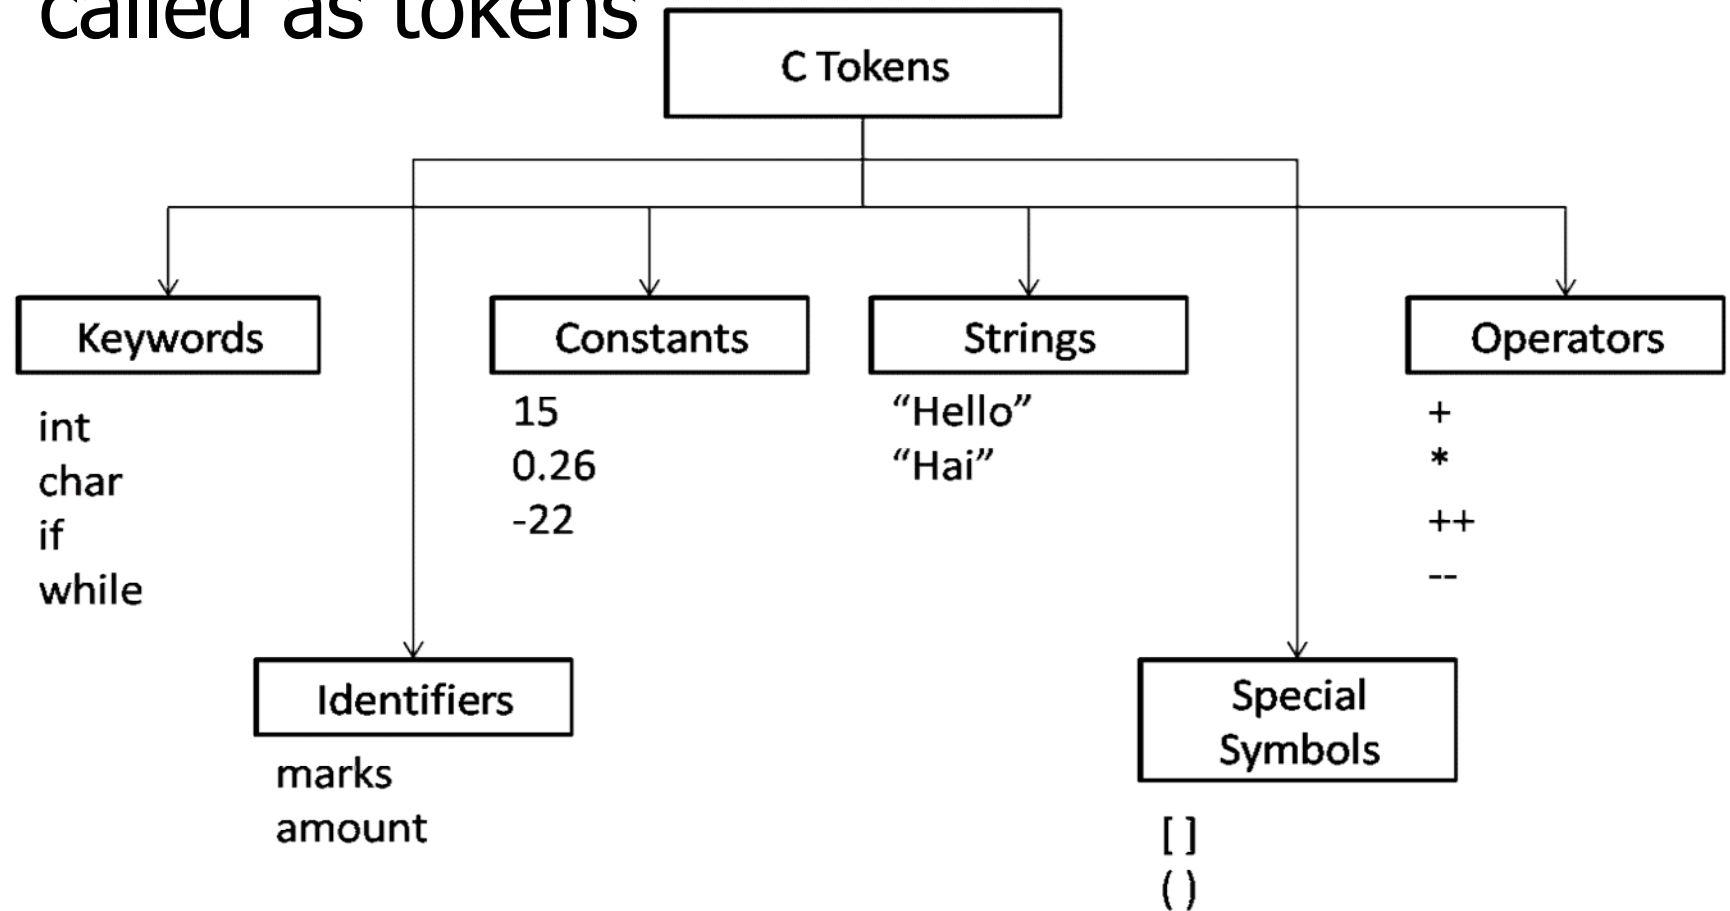 called as tokens
C Tokens
Keywords
int
char
if
while
Constants
15
0.26
-22
Strings
“Hello”
“Hai”
Operators
+
*
++
--
Identifiers
marks
amount
Special
Symbols
[ ]
( )